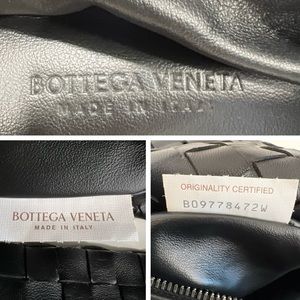 BOTTEGA VENETA
MADE IN ITALY
BOTTEGA VENETA
MADE IN ITALY
ORIGINALITY CERTIFIED
B09778472W